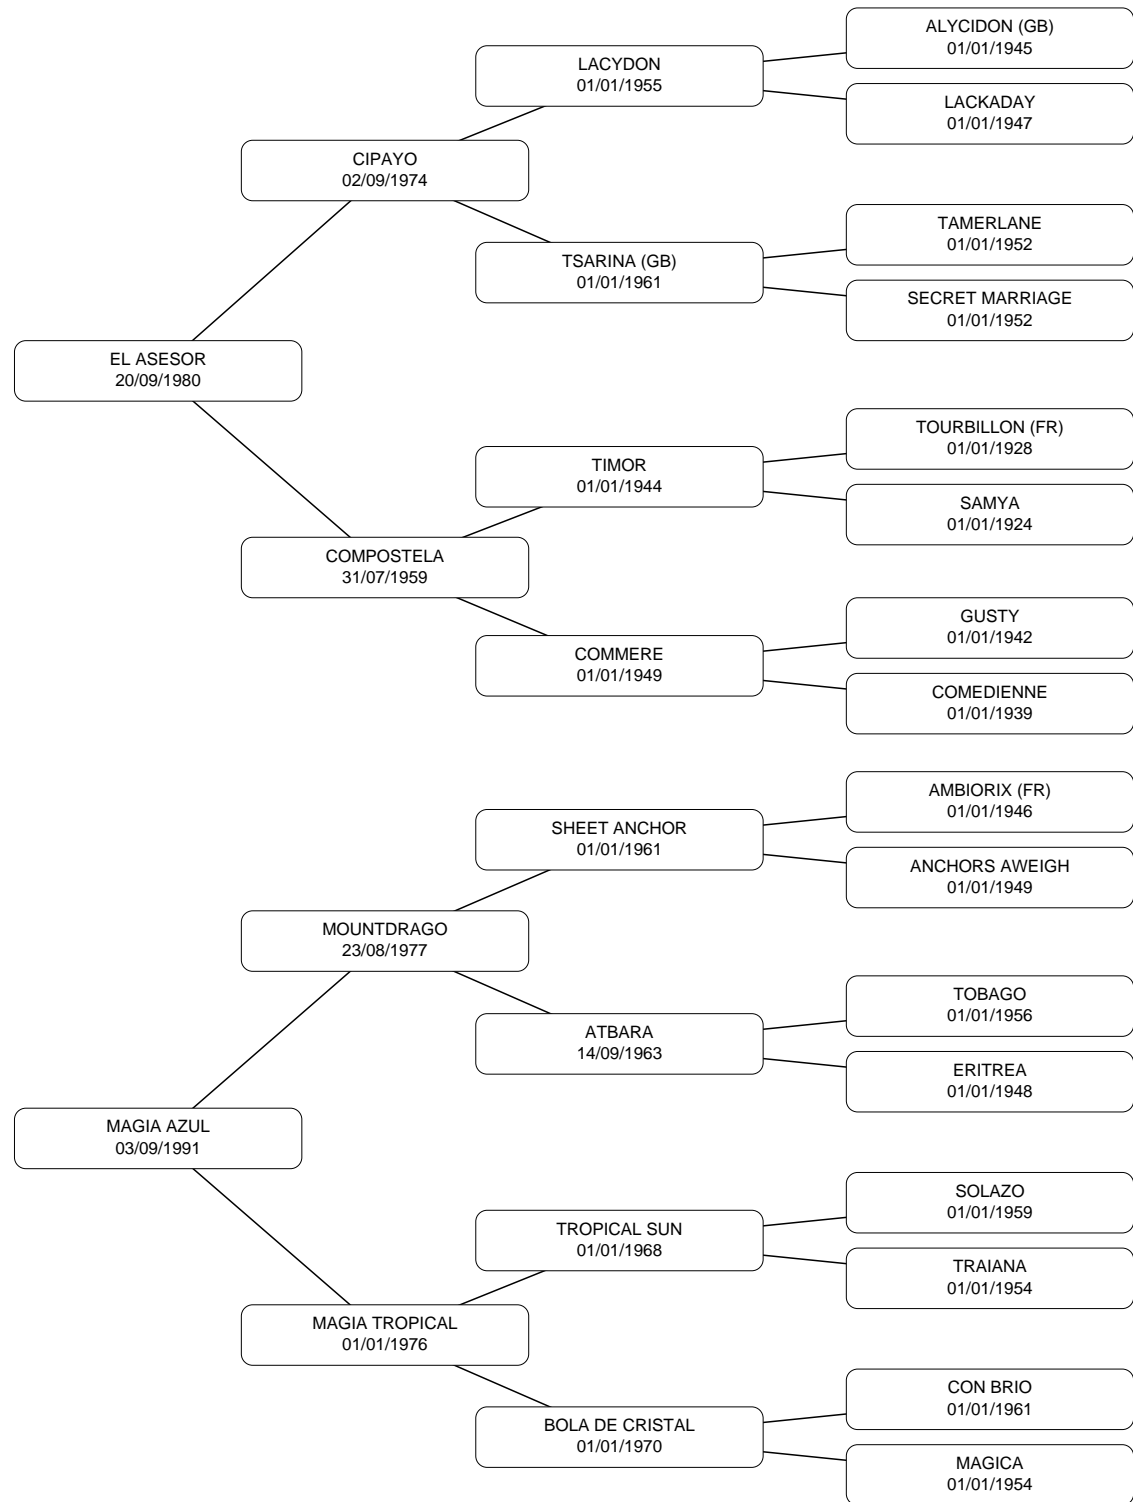 ALYCIDON (GB)
01/01/1945
LACYDON
01/01/1955
LACKADAY
01/01/1947
CIPAYO
02/09/1974
TAMERLANE
01/01/1952
TSARINA (GB)
01/01/1961
SECRET MARRIAGE
01/01/1952
EL ASESOR
20/09/1980
TOURBILLON (FR)
01/01/1928
TIMOR
01/01/1944
SAMYA
01/01/1924
COMPOSTELA
31/07/1959
GUSTY
01/01/1942
COMMERE
01/01/1949
COMEDIENNE
01/01/1939
AMBIORIX (FR)
01/01/1946
SHEET ANCHOR
01/01/1961
ANCHORS AWEIGH
01/01/1949
MOUNTDRAGO
23/08/1977
TOBAGO
01/01/1956
ATBARA
14/09/1963
ERITREA
01/01/1948
MAGIA AZUL
03/09/1991
SOLAZO
01/01/1959
TROPICAL SUN
01/01/1968
TRAIANA
01/01/1954
MAGIA TROPICAL
01/01/1976
CON BRIO
01/01/1961
BOLA DE CRISTAL
01/01/1970
MAGICA
01/01/1954